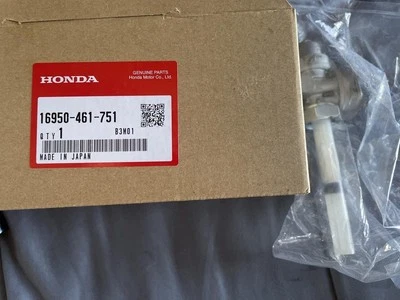 HONDA
GENUINE PARTS
Honda Motor Co., Ltd.
16950-461-751
QTY 1 B3M01
MADE IN JAPAN